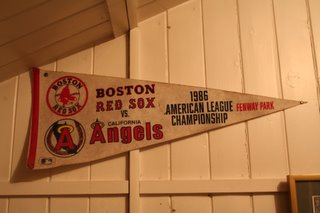 BOSTON
RED SOX
BOSTON
RED SOX
VS.
CALIFORNIA
Angels
A
1986
AMERICAN LEAGUE
CHAMPIONSHIP
FENWAY PARK